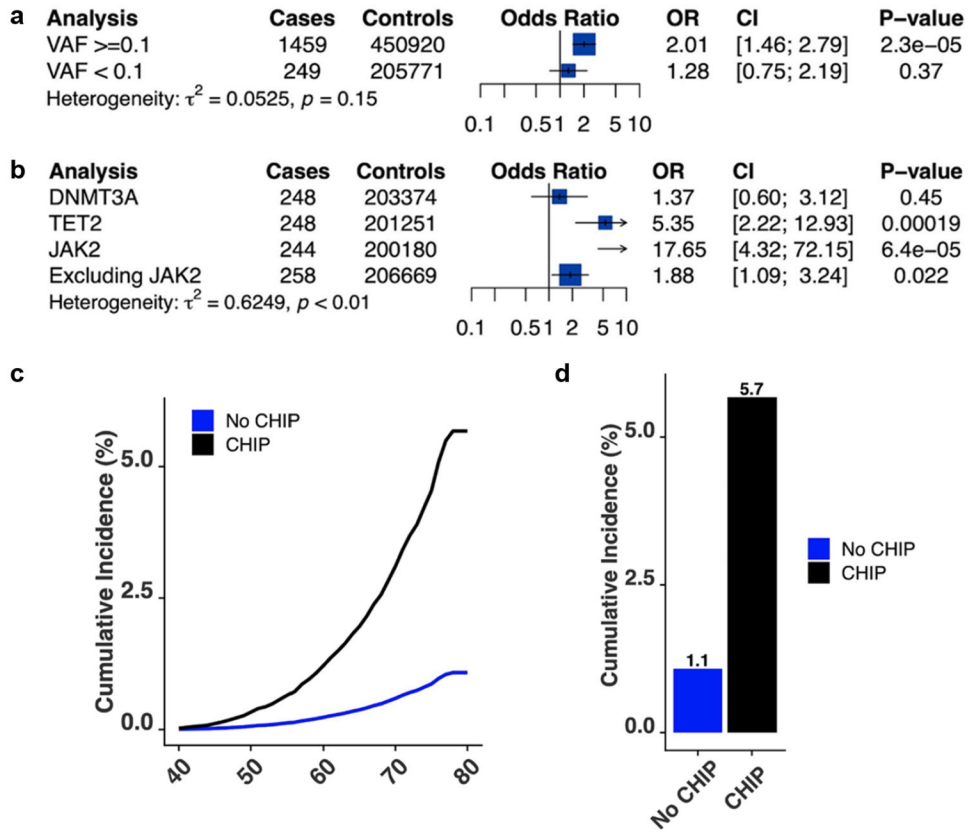 a
Analysis Cases Controls Odds Ratio OR CI P−value
VAF >=0.1 1459 450920 2.01 [1.46; 2.79] 2.3e−05
VAF < 0.1 249 205771 1.28 [0.75; 2.19] 0.37
Heterogeneity: τ² = 0.0525, p = 0.15
0.1 0.5 1 2 5 10
b
Analysis Cases Controls Odds Ratio OR CI P−value
DNMT3A 248 203374 1.37 [0.60; 3.12] 0.45
TET2 248 201251 5.35 [2.22; 12.93] 0.00019
JAK2 244 200180 17.65 [4.32; 72.15] 6.4e−05
Excluding JAK2 258 206669 1.88 [1.09; 3.24] 0.022
Heterogeneity: τ² = 0.6249, p < 0.01
0.1 0.5 1 2 5 10
c
Cumulative Incidence (%)
5.0
2.5
0.0
No CHIP
CHIP
40 50 60 70 80
d
Cumulative Incidence (%)
5.0
2.5
0.0
5.7
1.1
No CHIP
CHIP
No CHIP CHIP